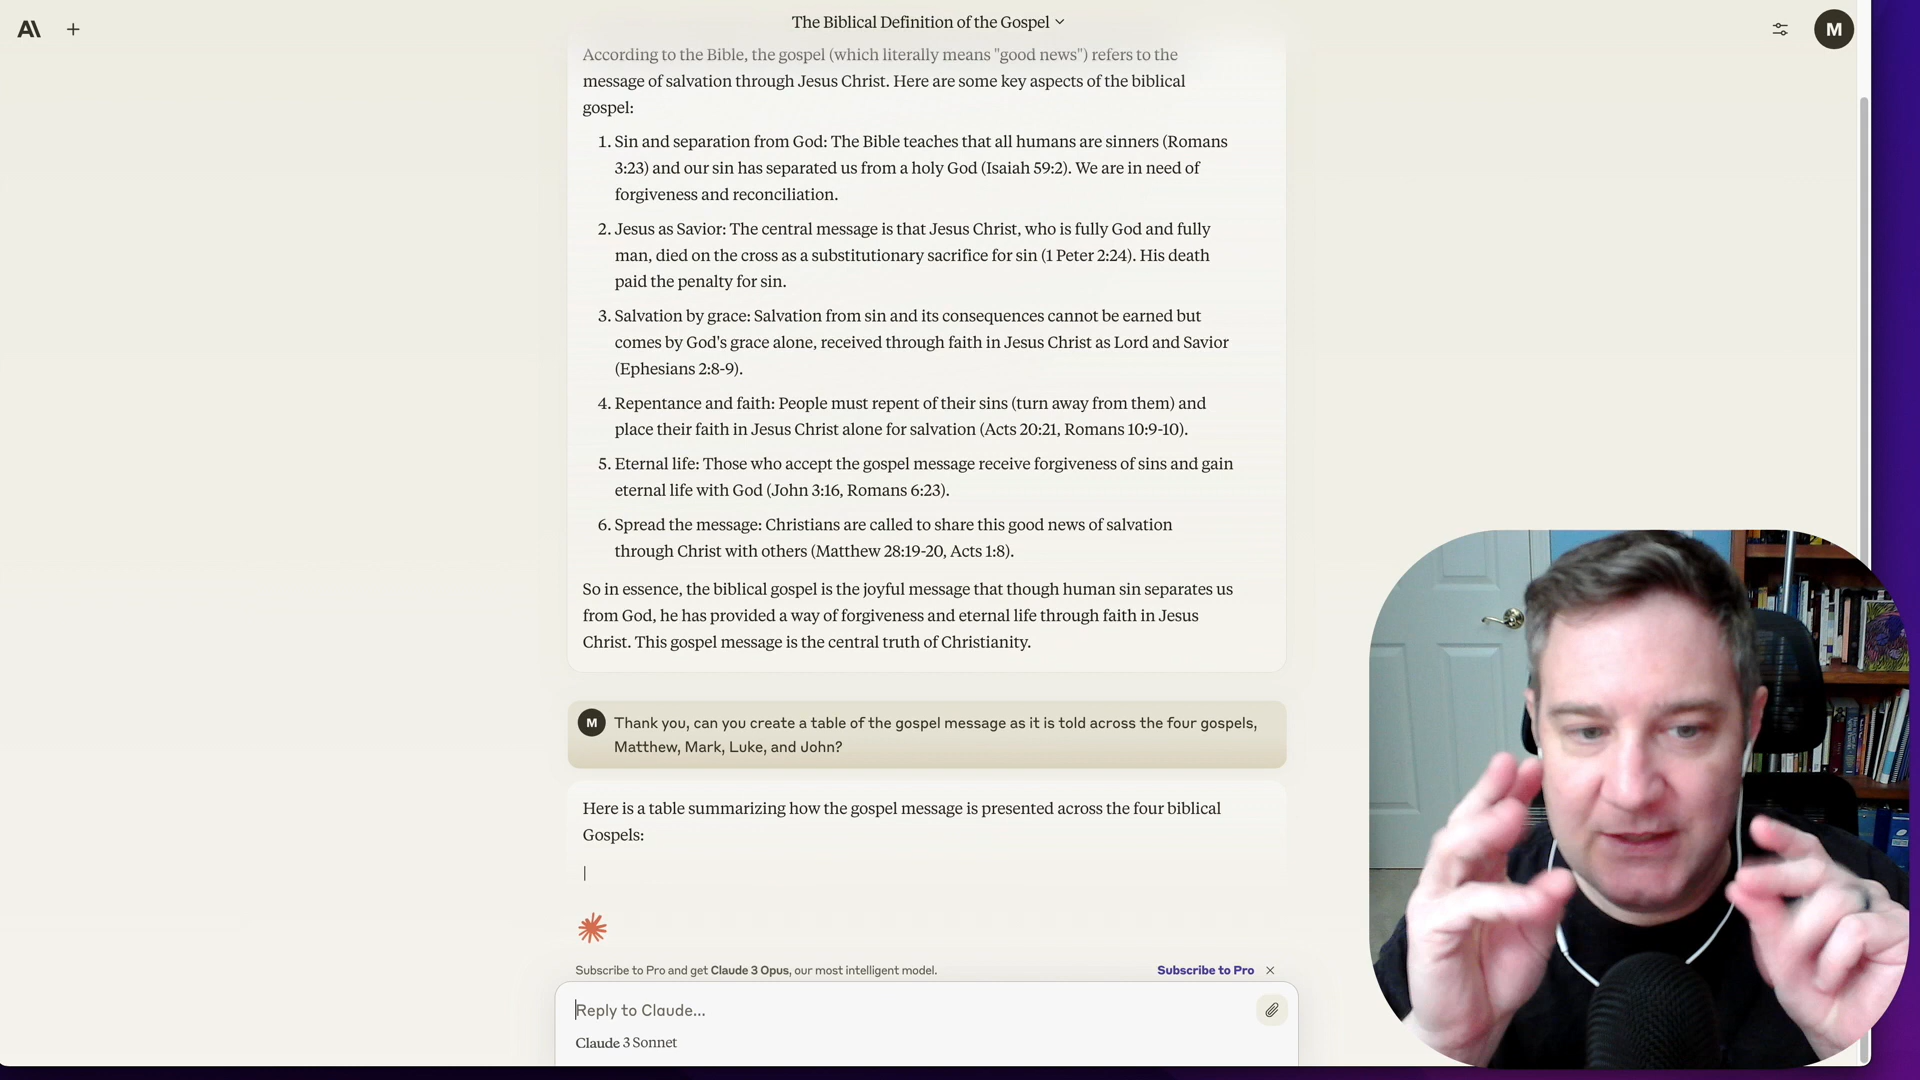 The Biblical Definition of the Gospel
M
According to the Bible, the gospel (which literally means "good news") refers to the
message of salvation through Jesus Christ. Here are some key aspects of the biblical
gospel:
1. Sin and separation from God: The Bible teaches that all humans are sinners (Romans
3:23) and our sin has separated us from a holy God (Isaiah 59:2). We are in need of
forgiveness and reconciliation.
2. Jesus as Savior: The central message is that Jesus Christ, who is fully God and fully
man, died on the cross as a substitutionary sacrifice for sin (1 Peter 2:24). His death
paid the penalty for sin.
3. Salvation by grace: Salvation from sin and its consequences cannot be earned but
comes by God's grace alone, received through faith in Jesus Christ as Lord and Savior
(Ephesians 2:8-9).
4. Repentance and faith: People must repent of their sins (turn away from them) and
place their faith in Jesus Christ alone for salvation (Acts 20:21, Romans 10:9-10).
5. Eternal life: Those who accept the gospel message receive forgiveness of sins and gain
eternal life with God (John 3:16, Romans 6:23).
6. Spread the message: Christians are called to share this good news of salvation
through Christ with others (Matthew 28:19-20, Acts 1:8).
So in essence, the biblical gospel is the joyful message that though human sin separates us
from God, he has provided a way of forgiveness and eternal life through faith in Jesus
Christ. This gospel message is the central truth of Christianity.
M Thank you, can you create a table of the gospel message as it is told across the four gospels,
Matthew, Mark, Luke, and John?
Here is a table summarizing how the gospel message is presented across the four biblical
Gospels:
Subscribe to Pro and get Claude 3 Opus, our most intelligent model. Subscribe to Pro
Reply to Claude...
Claude 3 Sonnet